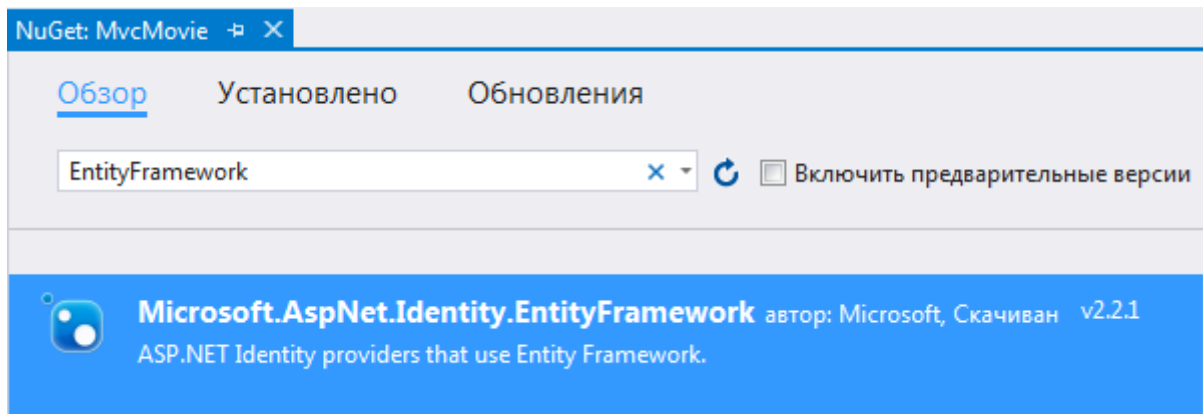 NuGet: MvcMovie
Обзор Установлено Обновления
EntityFramework Включить предварительные версии
Microsoft.AspNet.Identity.EntityFramework автор: Microsoft, Скачиван v2.2.1
ASP.NET Identity providers that use Entity Framework.